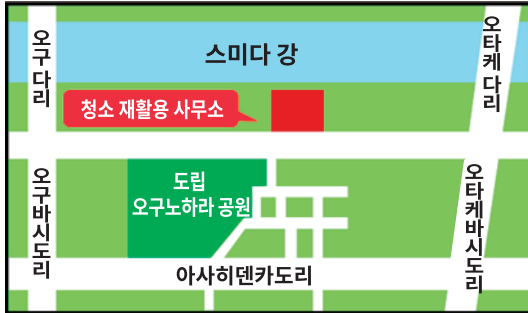 오구 다리
스미다 강
오타케 다리
청소 재활용 사무소
도립
오구노하라 공원
오구바시도리
오타케바시도리
아사히덴카도리